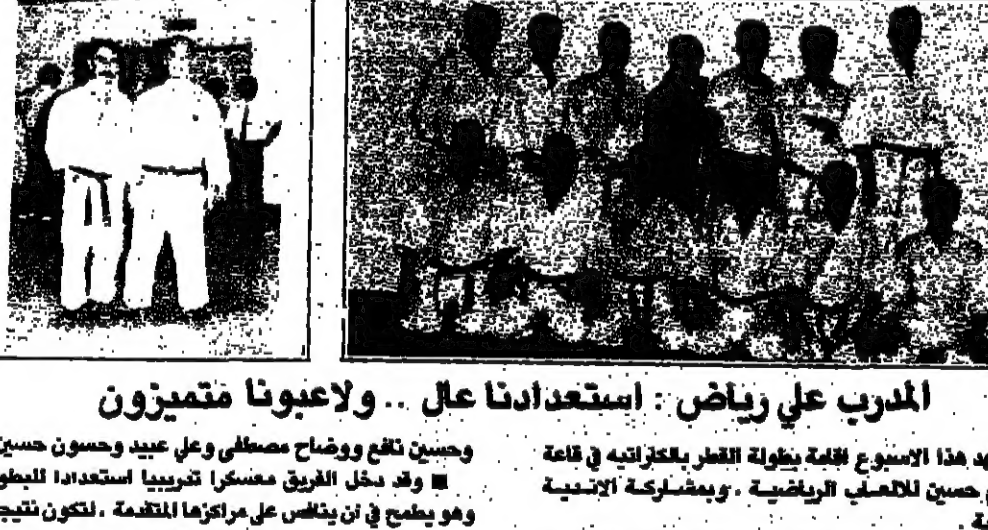 المدرب علي رياض : استعدادنا عال .. ولاعبونا متميزون
هد هذا الاسبوع اقامة بطولة القطر بالكاراتيه في قاعة
حسين للالعاب الرياضية . وبمشاركة الاندية
ة
وحسين نافع ووضاح مصطفى وعلي عبيد وحسون حسين
■ وقد دخل الفريق معسكرا تدريبيا استعدادا للبطو
وهو يطمح في ان ينافس على مراكزها المتقدمة . لتكون نتيج